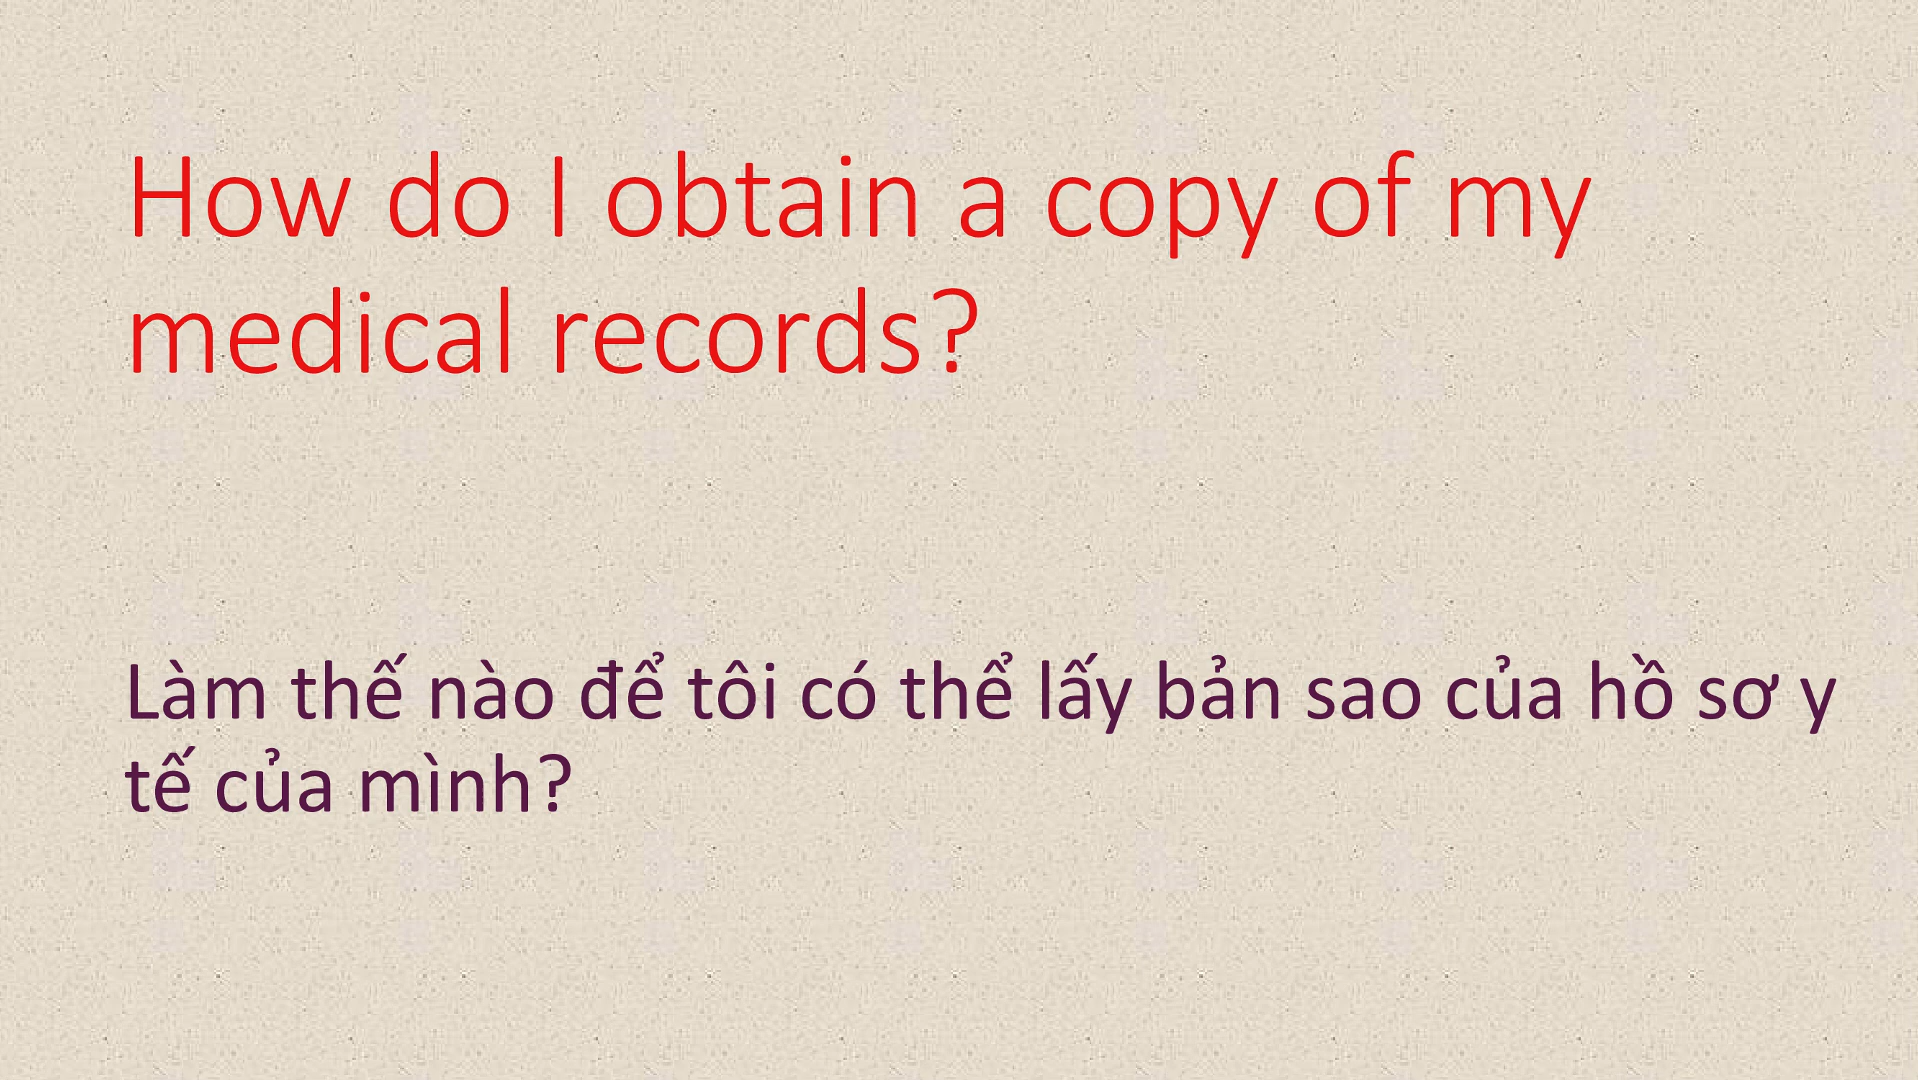 How do I obtain a copy of my
medical records?
Làm thế nào để tôi có thể lấy bản sao của hồ sơ y
tế của mình?